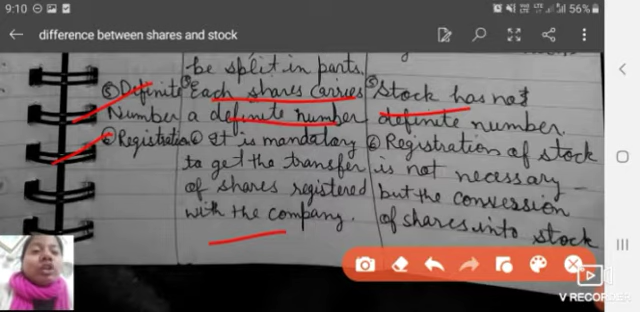 9:10 56%
difference between shares and stock
be split in parts.
⑤ Definite ⑤ Each shares carries ⑤ Stock has not
Number a definite number definite number.
⑥ Registration ⑥ It is mandatory ⑥ Registration of stock
to get the transfer is not necessary
of shares registered but the conversion
with the company. of shares into stock
V RECORDER